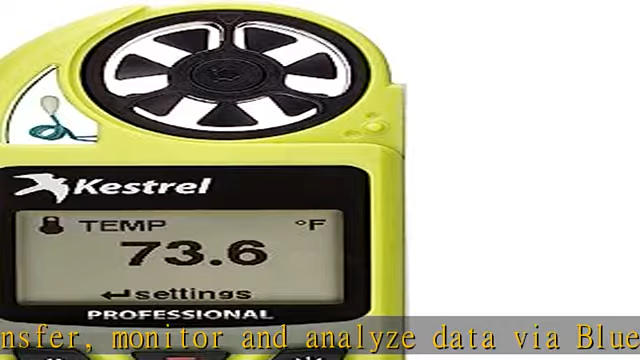 Kestrel
TEMP °F
73.6
↵settings
PROFESSIONAL
nsfer, monitor and analyze data via Blue